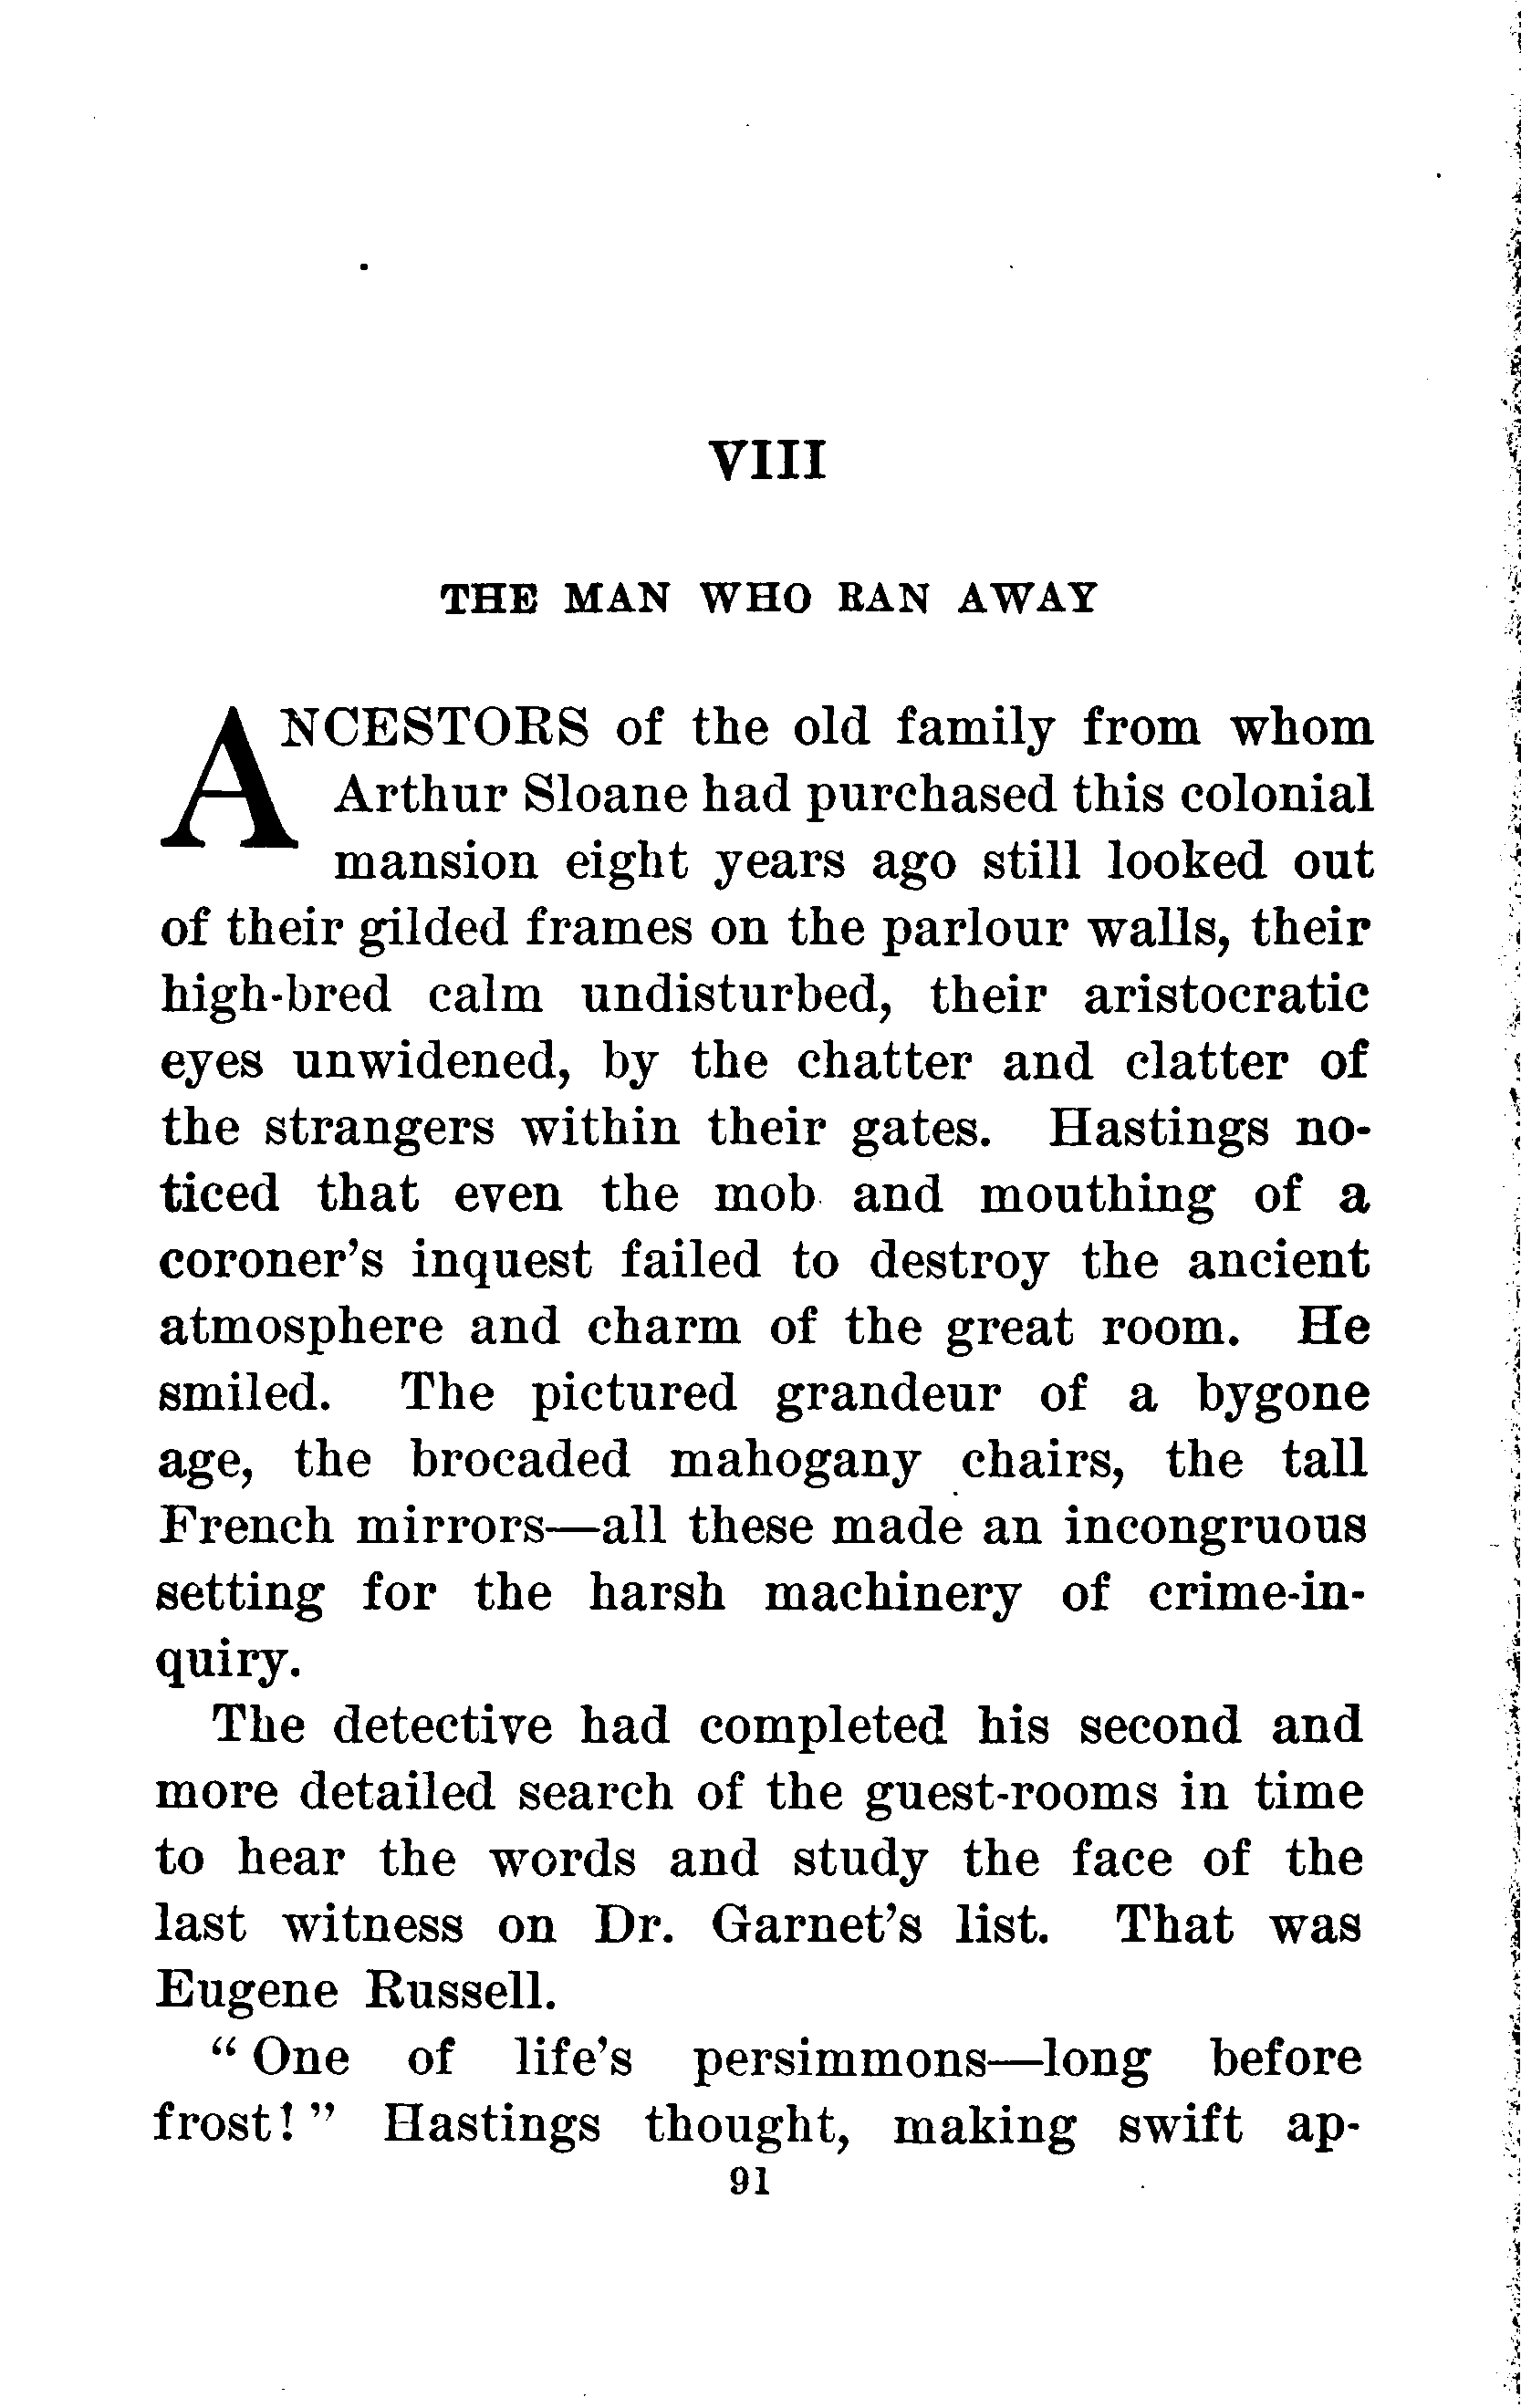 VIII
THE MAN WHO RAN AWAY
ANCESTORS of the old family from whom
Arthur Sloane had purchased this colonial
mansion eight years ago still looked out
of their gilded frames on the parlour walls, their
high-bred calm undisturbed, their aristocratic
eyes unwidened, by the chatter and clatter of
the strangers within their gates. Hastings no-
ticed that even the mob and mouthing of a
coroner's inquest failed to destroy the ancient
atmosphere and charm of the great room. He
smiled. The pictured grandeur of a bygone
age, the brocaded mahogany chairs, the tall
French mirrors—all these made an incongruous
setting for the harsh machinery of crime-in-
quiry.
The detective had completed his second and
more detailed search of the guest-rooms in time
to hear the words and study the face of the
last witness on Dr. Garnet's list. That was
Eugene Russell.
" One of life's persimmons—long before
frost! " Hastings thought, making swift ap-
91